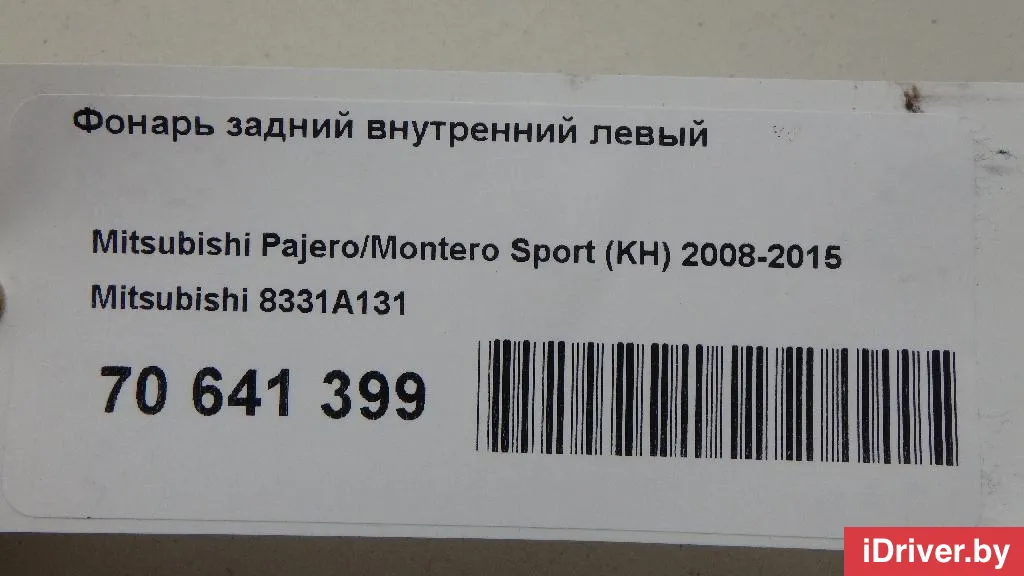 Фонарь задний внутренний левый
Mitsubishi Pajero/Montero Sport (KH) 2008-2015
Mitsubishi 8331A131
70 641 399
iDriver.by